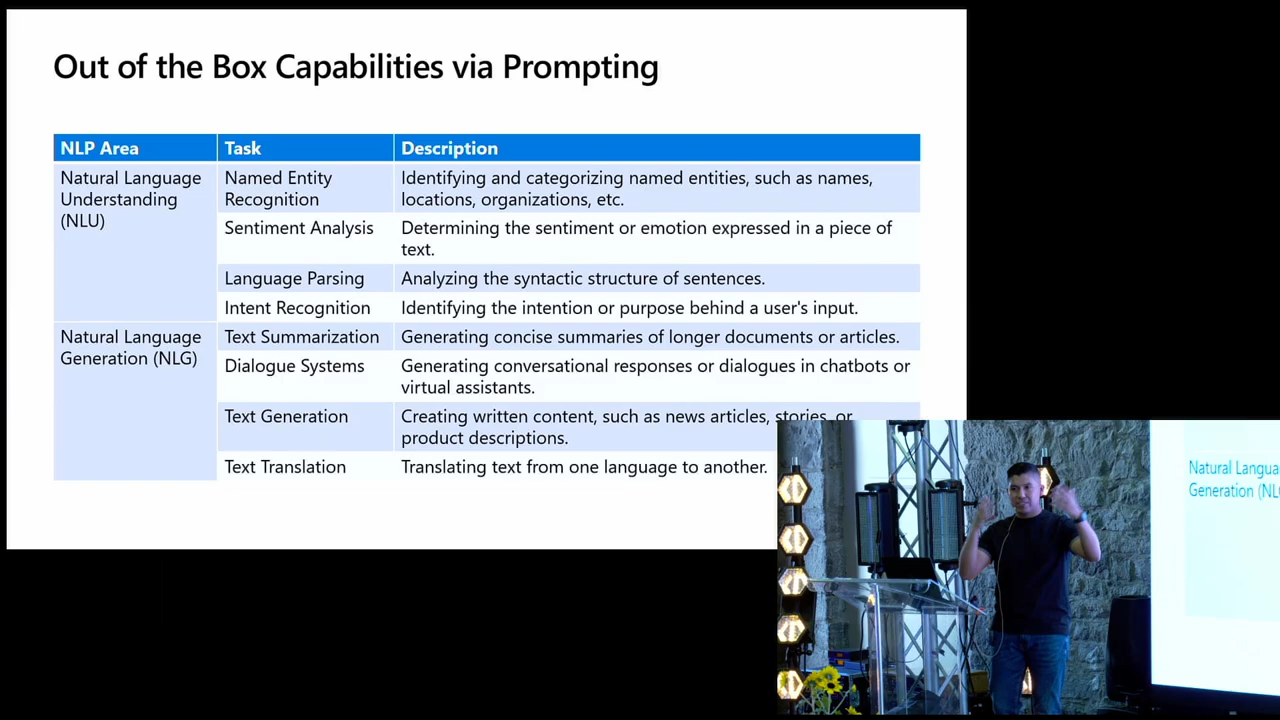 Out of the Box Capabilities via Prompting
NLP Area Task Description
Natural Language
Understanding
(NLU)
Named Entity
Recognition
Identifying and categorizing named entities, such as names,
locations, organizations, etc.
Sentiment Analysis
Determining the sentiment or emotion expressed in a piece of
text.
Language Parsing
Analyzing the syntactic structure of sentences.
Intent Recognition
Identifying the intention or purpose behind a user's input.
Natural Language
Generation (NLG)
Text Summarization
Generating concise summaries of longer documents or articles.
Dialogue Systems
Generating conversational responses or dialogues in chatbots or
virtual assistants.
Text Generation
Creating written content, such as news articles, stories, or
product descriptions.
Text Translation
Translating text from one language to another.
Natural
Generation